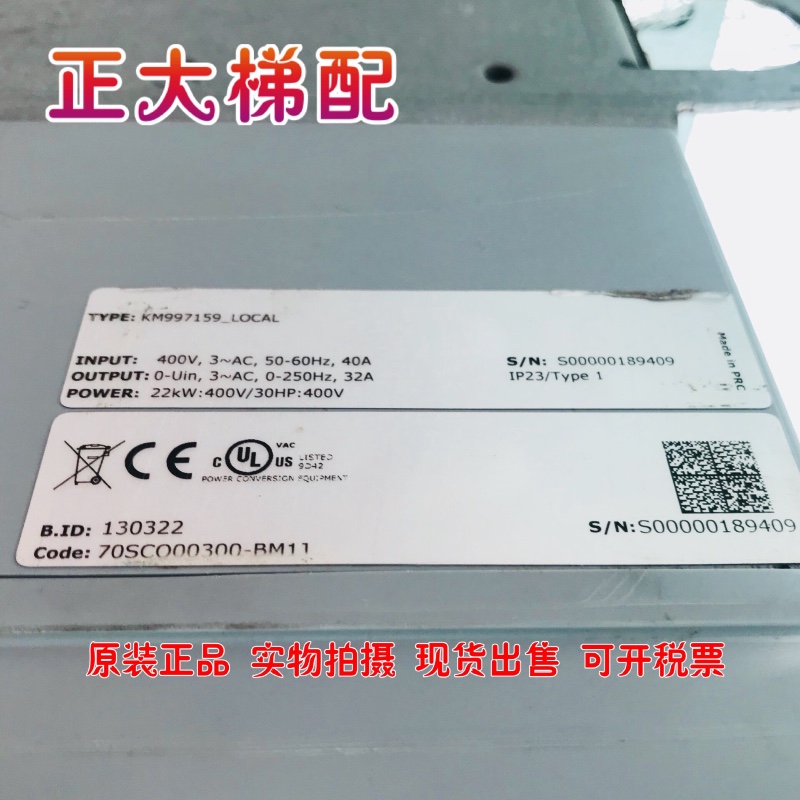 正大梯配
TYPE: KM997159_LOCAL
INPUT: 400V, 3~AC, 50-60Hz, 40A
OUTPUT: 0-Uin, 3~AC, 0-250Hz, 32A
POWER: 22kW:400V/30HP:400V
S/N: S00000189409
IP23/Type 1
Made in PRC
CE
c UL US
VAC
LISTED
9D42
POWER CONVERSION EQUIPMENT
B.ID: 130322
Code: 70SCO00300-BM11
S/N:S00000189409
原装正品 实物拍摄 现货出售 可开税票